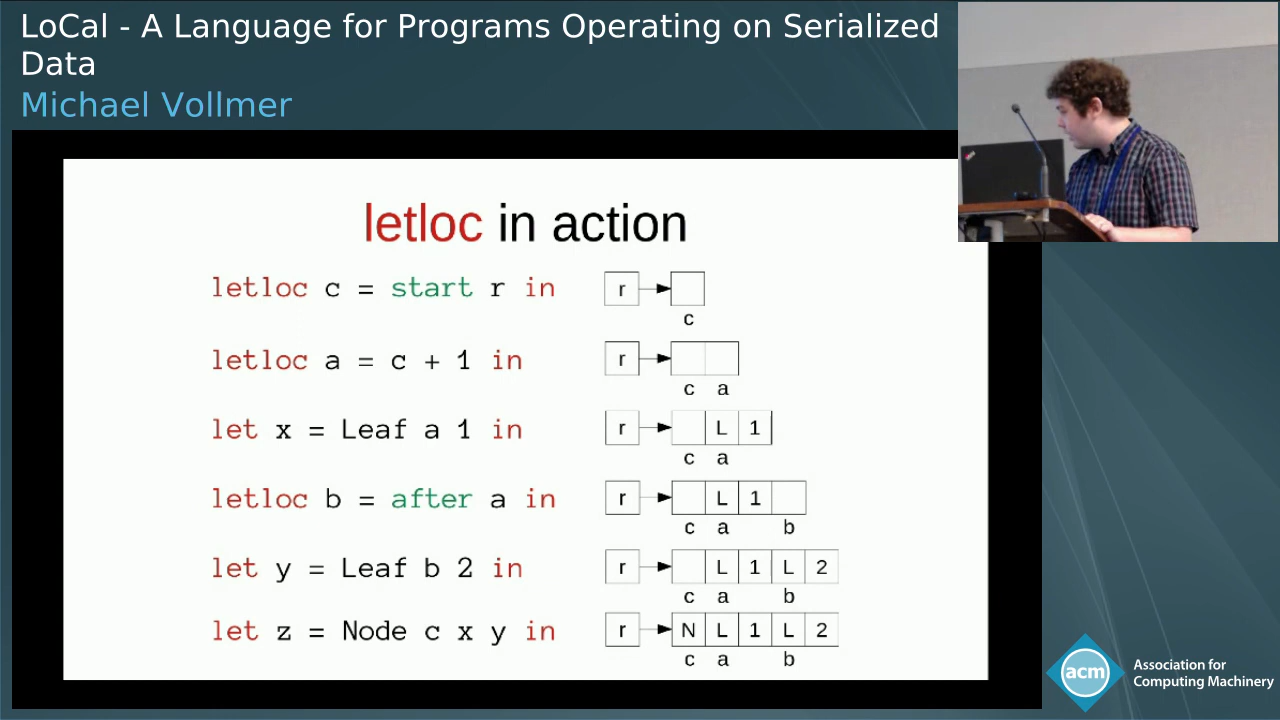 LoCal - A Language for Programs Operating on Serialized
Data
Michael Vollmer
letloc in action
letloc c = start r in
r
c
letloc a = c + 1 in
r
c a
let x = Leaf a 1 in
r L 1
c a
letloc b = after a in
r L 1
c a b
let y = Leaf b 2 in
r L 1 L 2
c a b
let z = Node c x y in
r N L 1 L 2
c a b
acm
Association for
Computing Machinery